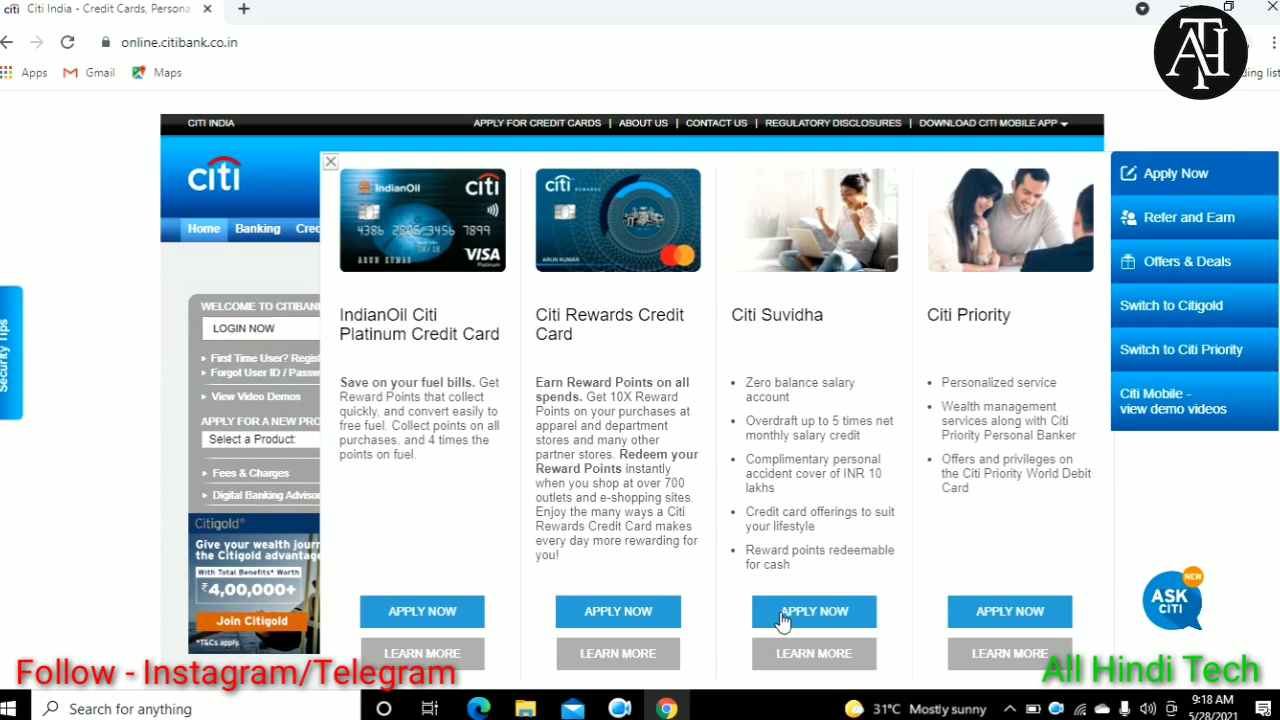 Citi India - Credit Cards, Persona
online.citibank.co.in
Apps Gmail Maps
ding list
ATH
CITI INDIA
APPLY FOR CREDIT CARDS | ABOUT US | CONTACT US | REGULATORY DISCLOSURES | DOWNLOAD CITI MOBILE APP
citi
Home Banking Cred
WELCOME TO CITIBAN
LOGIN NOW
First Time User? Regis
Forgot User ID / Passw
View Video Demos
APPLY FOR A NEW PRO
Select a Product:
Fees & Charges
Digital Banking Advisor
Citigold®
Give your wealth jour
the Citigold advanta
With Total Benefits* Worth
₹4,00,000+
Join Citigold
*T&Cs apply.
Security Tips
IndianOil citi
4386 2805 3456 7899
08/18
ARUN KUMAR
VISA
Platinum
IndianOil Citi
Platinum Credit Card
Save on your fuel bills. Get
Reward Points that collect
quickly, and convert easily to
free fuel. Collect points on all
purchases, and 4 times the
points on fuel.
APPLY NOW
LEARN MORE
citi REWARDS
ARUN KUMAR
Citi Rewards Credit
Card
Earn Reward Points on all
spends. Get 10X Reward
Points on your purchases at
apparel and department
stores and many other
partner stores. Redeem your
Reward Points instantly
when you shop at over 700
outlets and e-shopping sites.
Enjoy the many ways a Citi
Rewards Credit Card makes
every day more rewarding for
you!
APPLY NOW
LEARN MORE
Citi Suvidha
Zero balance salary
account
Overdraft up to 5 times net
monthly salary credit
Complimentary personal
accident cover of INR 10
lakhs
Credit card offerings to suit
your lifestyle
Reward points redeemable
for cash
APPLY NOW
LEARN MORE
Citi Priority
Personalized service
Wealth management
services along with Citi
Priority Personal Banker
Offers and privileges on
the Citi Priority World Debit
Card
APPLY NOW
LEARN MORE
Apply Now
Refer and Earn
Offers & Deals
Switch to Citigold
Switch to Citi Priority
Citi Mobile -
view demo videos
NEW
ASK
CITI
Follow - Instagram/Telegram
All Hindi Tech
Search for anything
31°C Mostly sunny
9:18 AM
5/28/2021